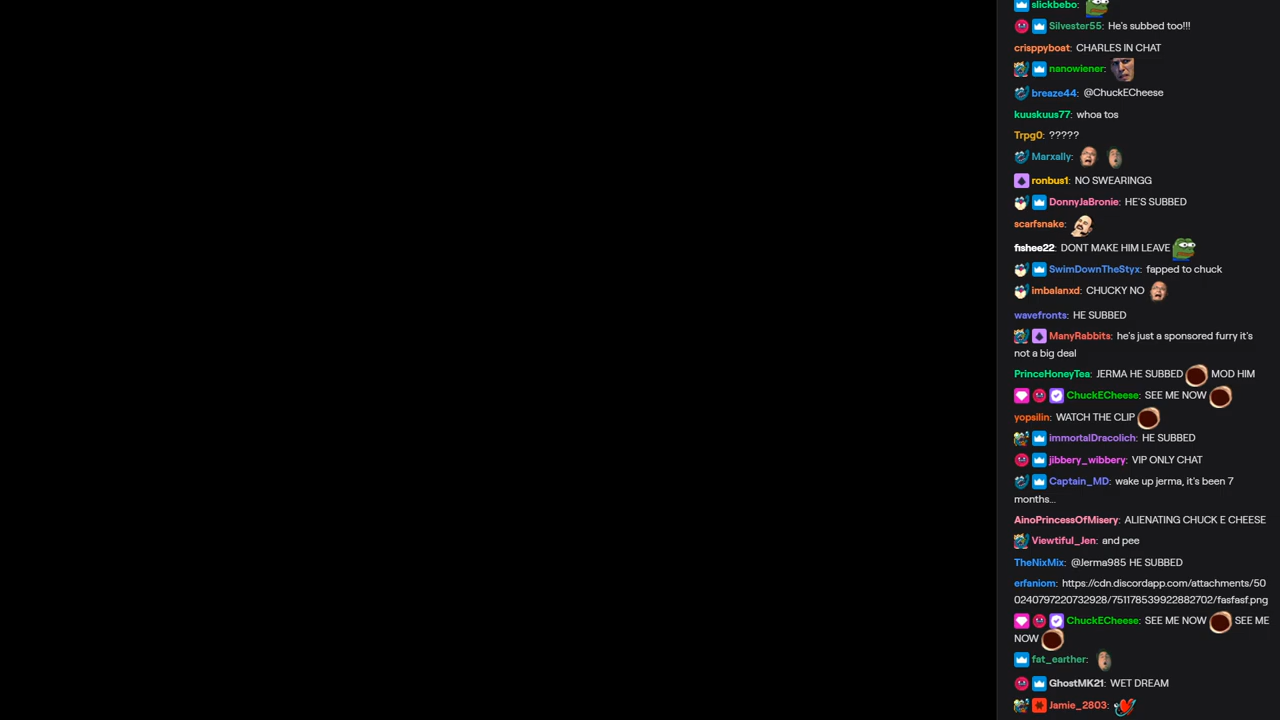 slickbebo:
Silvester55: He's subbed too!!!
crisppyboat: CHARLES IN CHAT
nanowiener:
breaze44: @ChuckECheese
kuuskuus77: whoa tos
Trpg0: ?????
Marxally:
ronbus1: NO SWEARINGG
DonnyJaBronie: HE'S SUBBED
scarfsnake:
fishee22: DONT MAKE HIM LEAVE
SwimDownTheStyx: fapped to chuck
imbalanxd: CHUCKY NO
wavefronts: HE SUBBED
ManyRabbits: he's just a sponsored furry it's
not a big deal
PrinceHoneyTea: JERMA HE SUBBED MOD HIM
ChuckECheese: SEE ME NOW
yopsilin: WATCH THE CLIP
immortalDracolich: HE SUBBED
jibbery_wibbery: VIP ONLY CHAT
Captain_MD: wake up jerma, it's been 7
months...
AinoPrincessOfMisery: ALIENATING CHUCK E CHEESE
Viewtiful_Jen: and pee
TheNixMix: @Jerma985 HE SUBBED
erfaniom: https://cdn.discordapp.com/attachments/50
0240797220732928/751178539922882702/fasfasf.png
ChuckECheese: SEE ME NOW SEE ME
NOW
fat_earther:
GhostMK21: WET DREAM
Jamie_2803: